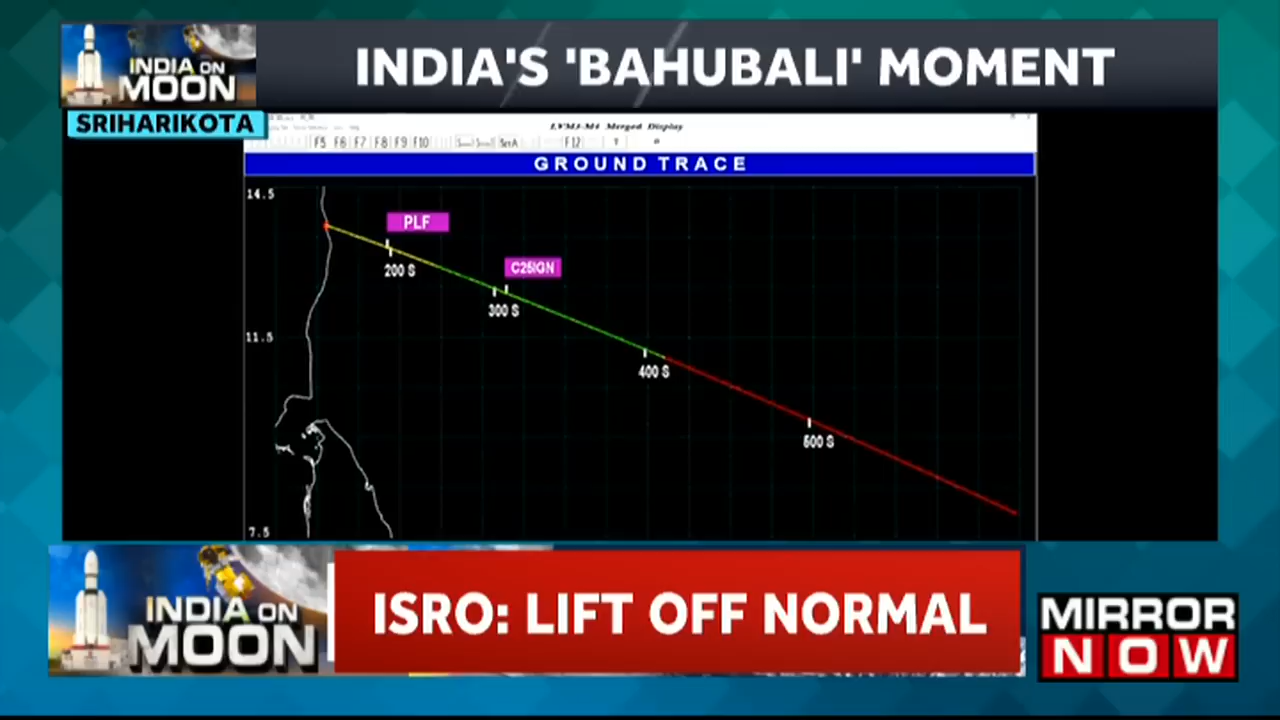 INDIA ON
MOON
INDIA'S 'BAHUBALI' MOMENT
SRIHARIKOTA
LVM3-M4 Merged Display
F5 F6 F7 F8 F9 F10
SetA
F12
GROUND TRACE
14.5
PLF
200 S
C25IGN
300 S
11.5
400 S
500 S
7.5
INDIA ON
MOON
ISRO: LIFT OFF NORMAL
MIRROR
NOW